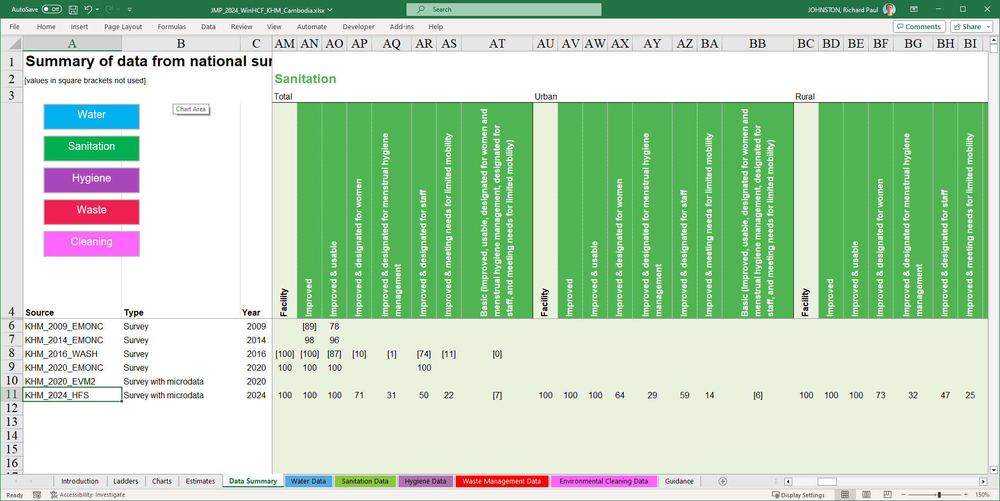 AutoSave Off JMP_2024_WinHCF_KHM_Cambodia.xlsx Search JOHNSTON, Richard Paul
File Home Insert Page Layout Formulas Data Review View Automate Developer Add-ins Help Comments Share
A B C AM AN AO AP AQ AR AS AT AU AV AW AX AY AZ BA BB BC BD BE BF BG BH BI
1 Summary of data from national sur
2 [values in square brackets not used] Sanitation
3 Total Urban Rural
Water
Chart Area
Sanitation
Hygiene
Waste
Cleaning
4 Source Type Year
Facility
Improved
Improved & usable
Improved & designated for women
Improved & designated for menstrual hygiene
management
Improved & designated for staff
Improved & meeting needs for limited mobility
Basic (Improved, usable, designated for women and
menstrual hygiene management, designated for
staff, and meeting needs for limited mobility)
Facility
Improved
Improved & usable
Improved & designated for women
Improved & designated for menstrual hygiene
management
Improved & designated for staff
Improved & meeting needs for limited mobility
Basic (Improved, usable, designated for women and
menstrual hygiene management, designated for
staff, and meeting needs for limited mobility)
Facility
Improved
Improved & usable
Improved & designated for women
Improved & designated for menstrual hygiene
management
Improved & designated for staff
Improved & meeting needs for limited mobility
6 KHM_2009_EMONC Survey 2009 [89] 78
7 KHM_2014_EMONC Survey 2014 98 96
8 KHM_2016_WASH Survey 2016 [100] [100] [87] [10] [1] [74] [11] [0]
9 KHM_2020_EMONC Survey 2020 100 100 100 100
10 KHM_2020_EVM2 Survey with microdata 2020
11 KHM_2024_HFS Survey with microdata 2024 100 100 100 71 31 50 22 [7] 100 100 100 64 29 59 14 [6] 100 100 100 73 32 47 25
12
13
14
15
16
Introduction Ladders Charts Estimates Data Summary Water Data Sanitation Data Hygiene Data Waste Management Data Environmental Cleaning Data Guidance
Ready Accessibility: Investigate Display Settings 150%